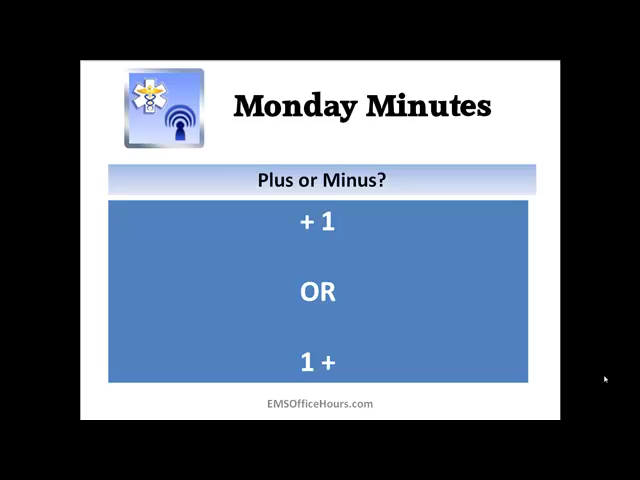 Monday Minutes
Plus or Minus?
+ 1
OR
1 +
EMSOfficeHours.com